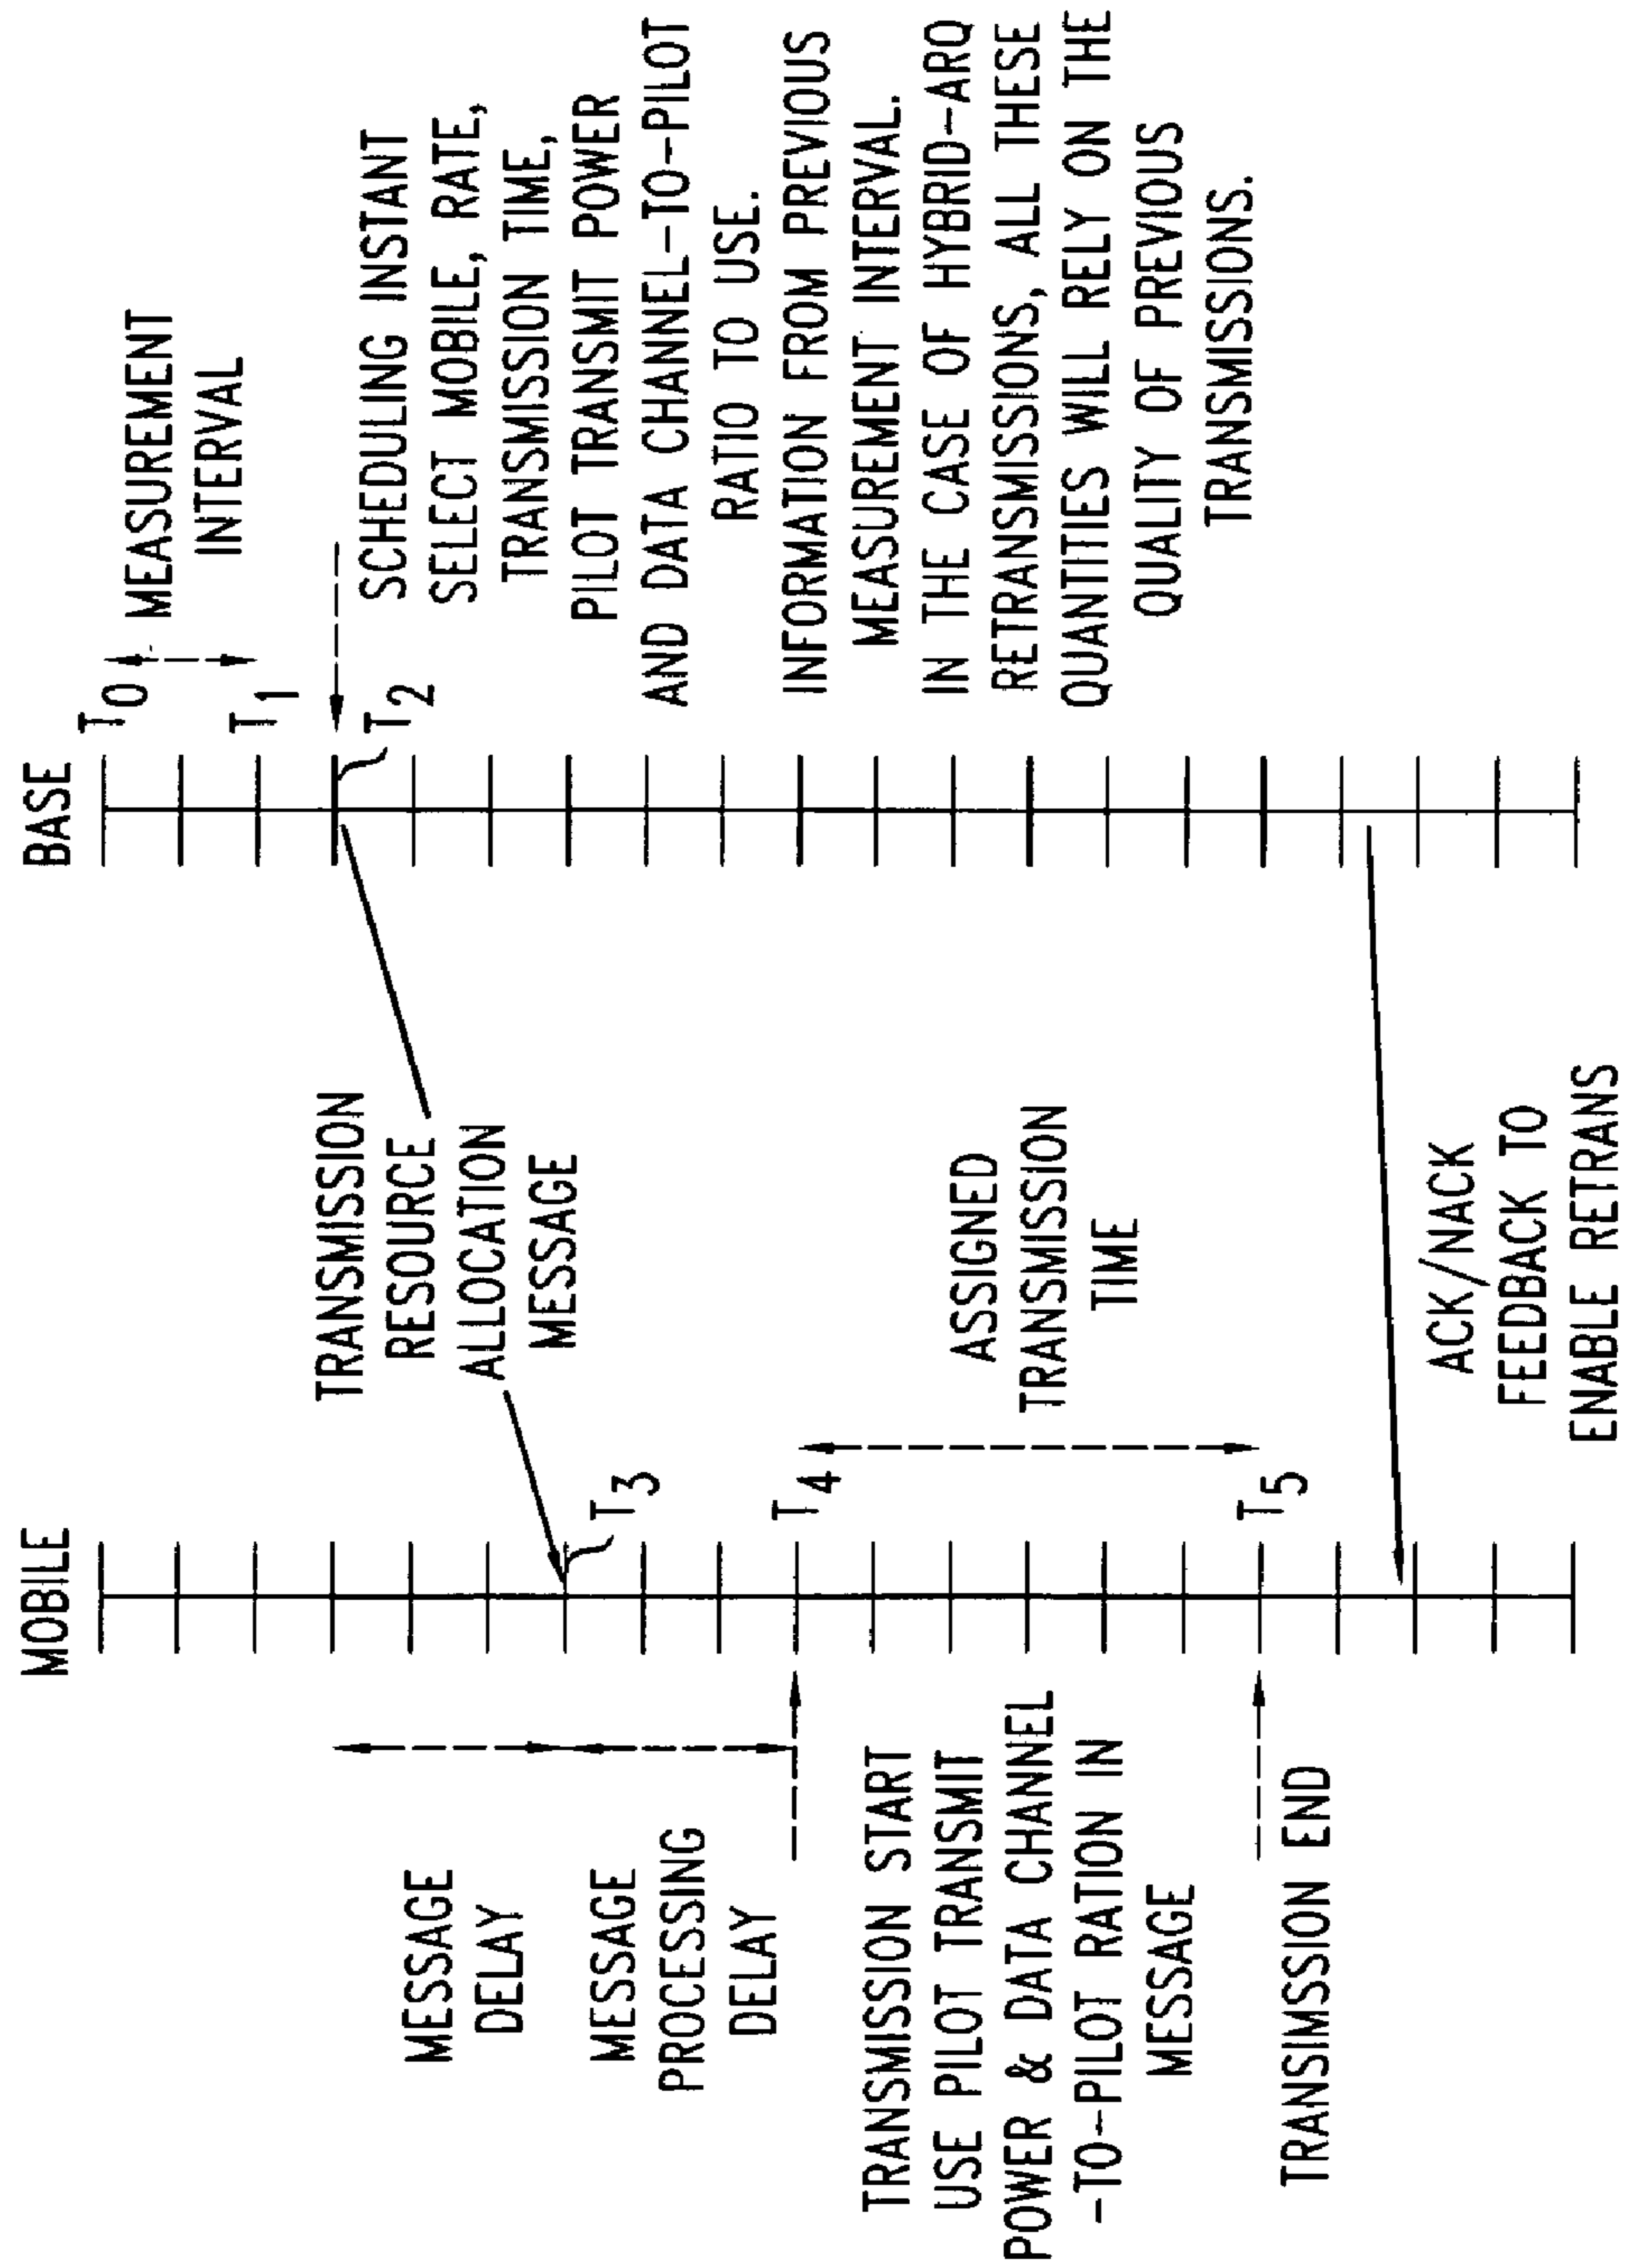 MOBILE
BASE
T0
MEASUREMENT
INTERVAL
T1
T2
SCHEDULING INSTANT
SELECT MOBILE, RATE,
TRANSMISSION TIME,
PILOT TRANSMIT POWER
AND DATA CHANNEL-TO-PILOT
RATIO TO USE.
INFORMATION FROM PREVIOUS
MEASUREMENT INTERVAL.
IN THE CASE OF HYBRID-ARQ
RETRANSMISSIONS, ALL THESE
QUANTITIES WILL RELY ON THE
QUALITY OF PREVIOUS
TRANSMISSIONS.
TRANSMISSION
RESOURCE
ALLOCATION
MESSAGE
MESSAGE
DELAY
T3
MESSAGE
PROCESSING
DELAY
T4
TRANSMISSION START
USE PILOT TRANSMIT
POWER & DATA CHANNEL
-TO-PILOT RATION IN
MESSAGE
ASSIGNED
TRANSMISSION
TIME
T5
TRANSIMSSION END
ACK/NACK
FEEDBACK TO
ENABLE RETRANS